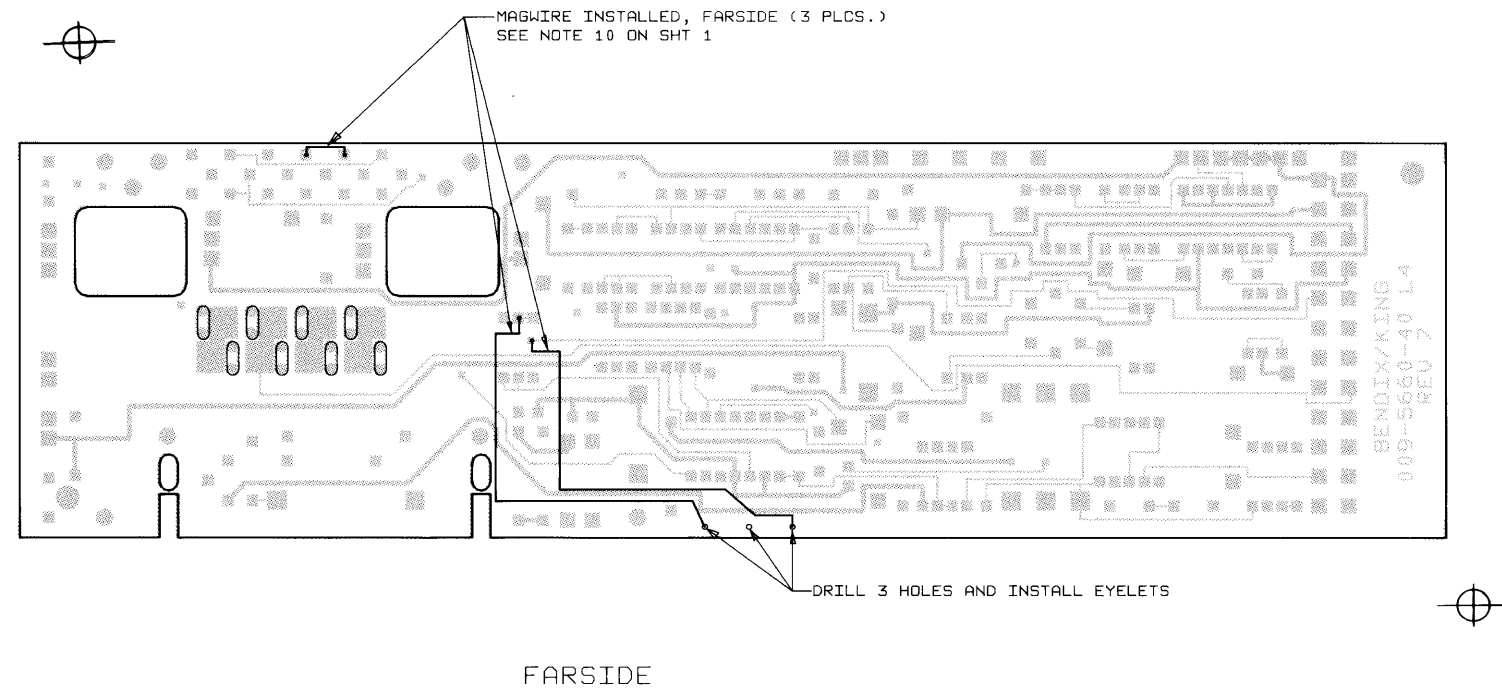 MAGWIRE INSTALLED, FARSIDE (3 PLCS.)
SEE NOTE 10 ON SHT 1
BENDIX/KING
009-5660-40 L4
REV 7
DRILL 3 HOLES AND INSTALL EYELETS
FARSIDE